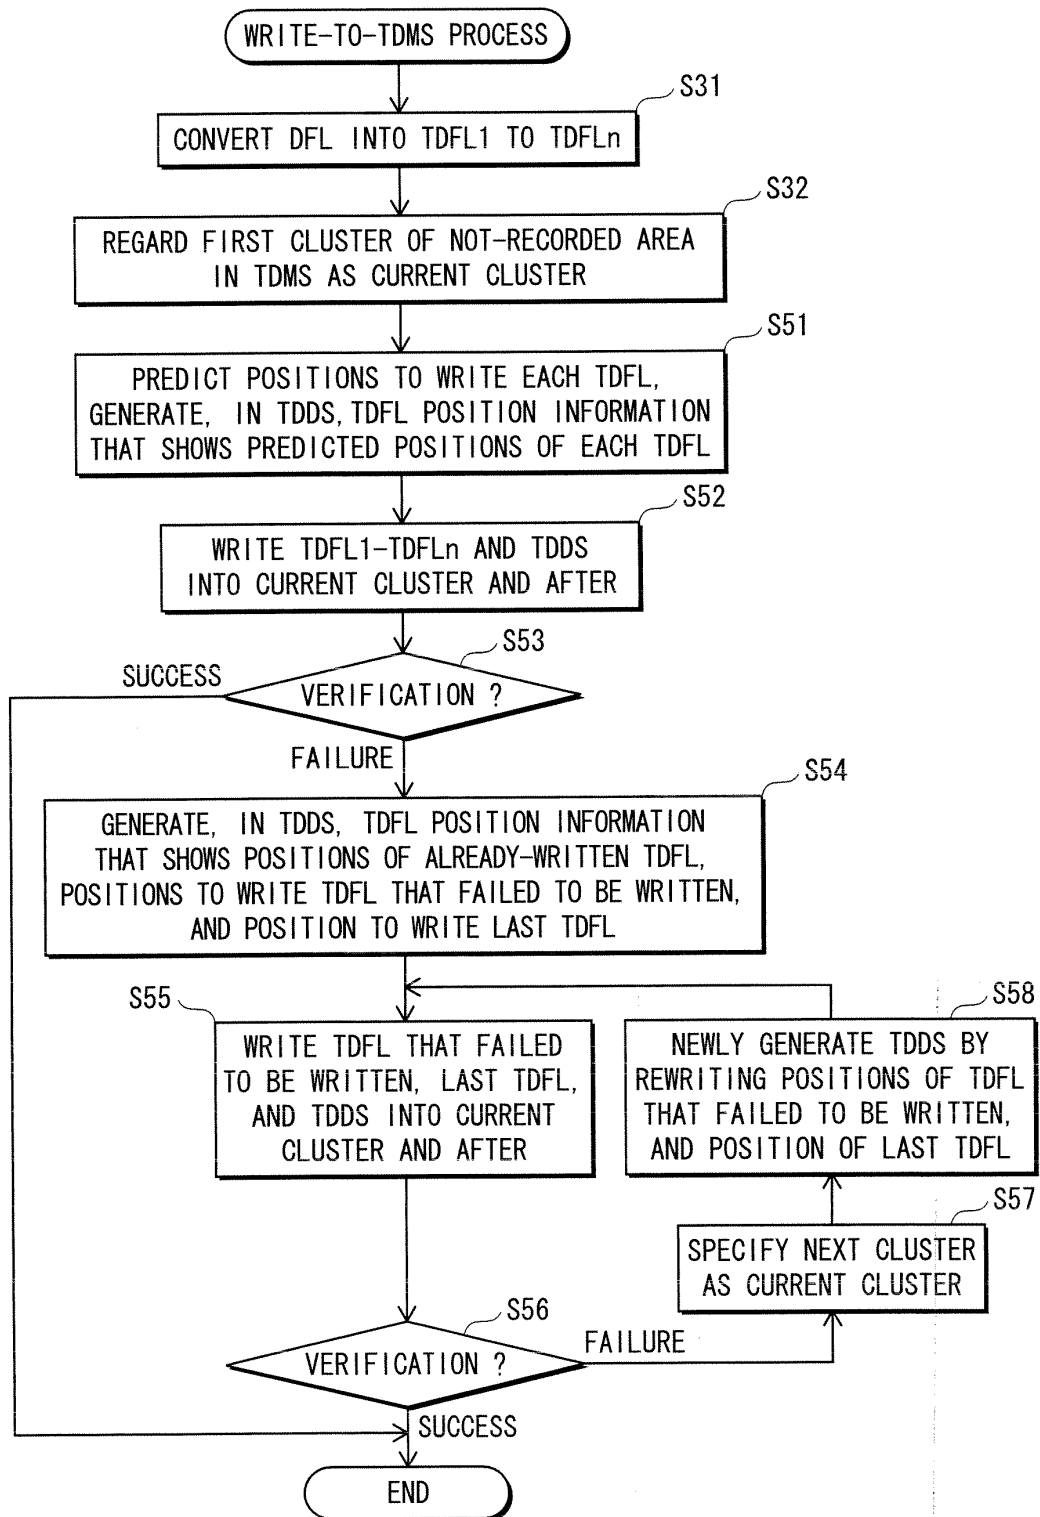 WRITE-TO-TDMS PROCESS
S31
CONVERT DFL INTO TDFL1 TO TDFLn
S32
REGARD FIRST CLUSTER OF NOT-RECORDED AREA
IN TDMS AS CURRENT CLUSTER
S51
PREDICT POSITIONS TO WRITE EACH TDFL,
GENERATE, IN TDDS, TDFL POSITION INFORMATION
THAT SHOWS PREDICTED POSITIONS OF EACH TDFL
S52
WRITE TDFL1-TDFLn AND TDDS
INTO CURRENT CLUSTER AND AFTER
S53
SUCCESS
VERIFICATION ?
FAILURE
S54
GENERATE, IN TDDS, TDFL POSITION INFORMATION
THAT SHOWS POSITIONS OF ALREADY-WRITTEN TDFL,
POSITIONS TO WRITE TDFL THAT FAILED TO BE WRITTEN,
AND POSITION TO WRITE LAST TDFL
S55
WRITE TDFL THAT FAILED
TO BE WRITTEN, LAST TDFL,
AND TDDS INTO CURRENT
CLUSTER AND AFTER
S58
NEWLY GENERATE TDDS BY
REWRITING POSITIONS OF TDFL
THAT FAILED TO BE WRITTEN,
AND POSITION OF LAST TDFL
S57
SPECIFY NEXT CLUSTER
AS CURRENT CLUSTER
S56
VERIFICATION ?
FAILURE
SUCCESS
END